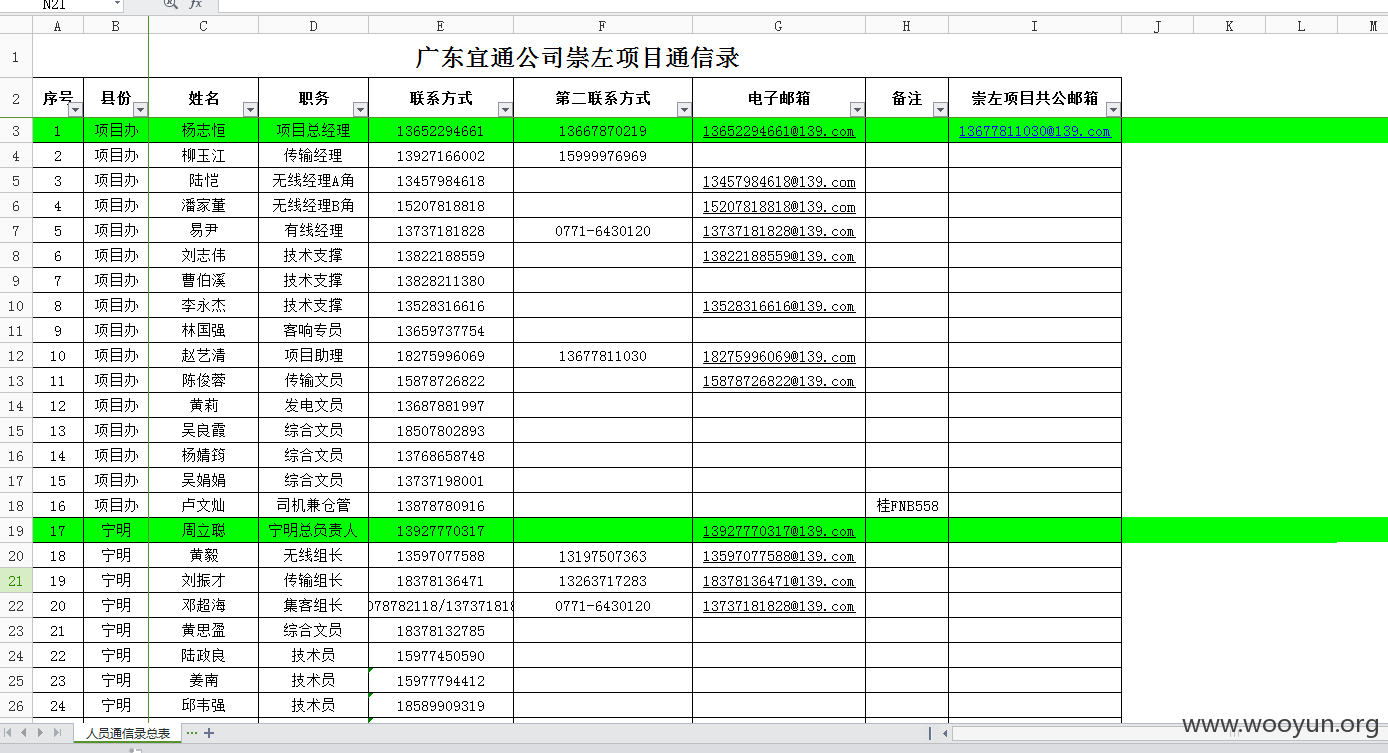 N21 fx
A B C D E F G H I J K L M
1 广东宜通公司崇左项目通信录
2 序号 县份 姓名 职务 联系方式 第二联系方式 电子邮箱 备注 崇左项目共公邮箱
3 1 项目办 杨志恒 项目总经理 13652294661 13667870219 13652294661@139.com 13677811030@139.com
4 2 项目办 柳玉江 传输经理 13927166002 15999976969
5 3 项目办 陆恺 无线经理A角 13457984618 13457984618@139.com
6 4 项目办 潘家董 无线经理B角 15207818818 15207818818@139.com
7 5 项目办 易尹 有线经理 13737181828 0771-6430120 13737181828@139.com
8 6 项目办 刘志伟 技术支撑 13822188559 13822188559@139.com
9 7 项目办 曹伯溪 技术支撑 13828211380
10 8 项目办 李永杰 技术支撑 13528316616 13528316616@139.com
11 9 项目办 林国强 客响专员 13659737754
12 10 项目办 赵艺清 项目助理 18275996069 13677811030 18275996069@139.com
13 11 项目办 陈俊蓉 传输文员 15878726822 15878726822@139.com
14 12 项目办 黄莉 发电文员 13687881997
15 13 项目办 吴良霞 综合文员 18507802893
16 14 项目办 杨婧筠 综合文员 13768658748
17 15 项目办 吴娟娟 综合文员 13737198001
18 16 项目办 卢文灿 司机兼仓管 13878780916 桂FNB558
19 17 宁明 周立聪 宁明总负责人 13927770317 13927770317@139.com
20 18 宁明 黄毅 无线组长 13597077588 13197507363 13597077588@139.com
21 19 宁明 刘振才 传输组长 18378136471 13263717283 18378136471@139.com
22 20 宁明 邓超海 集客组长 078782118/137371818 0771-6430120 13737181828@139.com
23 21 宁明 黄思盈 综合文员 18378132785
24 22 宁明 陆政良 技术员 15977450590
25 23 宁明 姜南 技术员 15977794412
26 24 宁明 邱韦强 技术员 18589909319
人员通信录总表 ··· +
www.wooyun.org